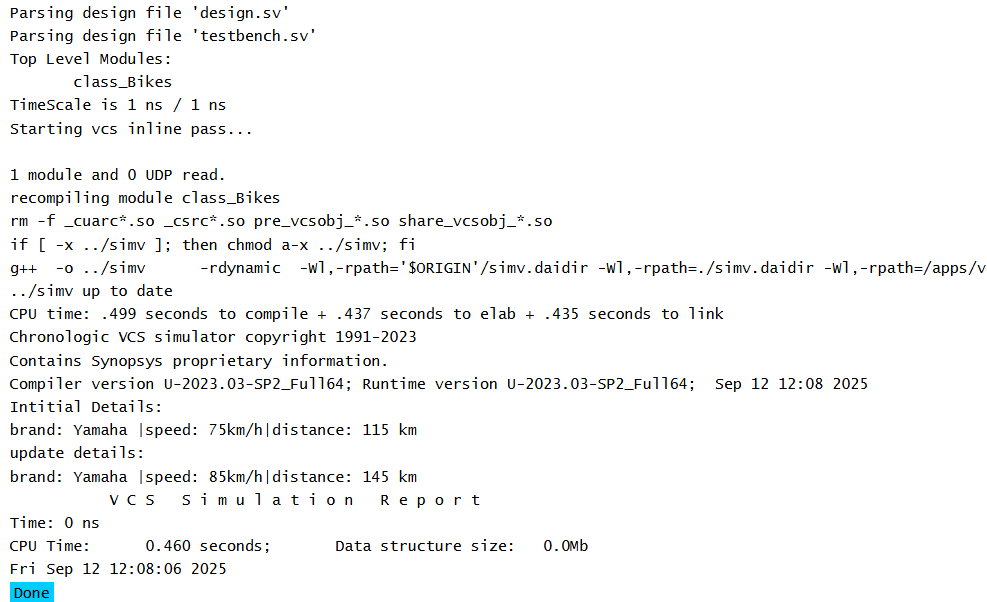 Parsing design file 'design.sv'
Parsing design file 'testbench.sv'
Top Level Modules:
       class_Bikes
TimeScale is 1 ns / 1 ns
Starting vcs inline pass...

1 module and 0 UDP read.
recompiling module class_Bikes
rm -f _cuarc*.so _csrc*.so pre_vcsobj_*.so share_vcsobj_*.so
if [ -x ../simv ]; then chmod a-x ../simv; fi
g++  -o ../simv      -rdynamic  -Wl,-rpath='$ORIGIN'/simv.daidir -Wl,-rpath=./simv.daidir -Wl,-rpath=/apps/v
../simv up to date
CPU time: .499 seconds to compile + .437 seconds to elab + .435 seconds to link
Chronologic VCS simulator copyright 1991-2023
Contains Synopsys proprietary information.
Compiler version U-2023.03-SP2_Full64; Runtime version U-2023.03-SP2_Full64;  Sep 12 12:08 2025
Intitial Details:
brand: Yamaha |speed: 75km/h|distance: 115 km
update details:
brand: Yamaha |speed: 85km/h|distance: 145 km
           V C S   S i m u l a t i o n   R e p o r t
Time: 0 ns
CPU Time:      0.460 seconds;       Data structure size:   0.0Mb
Fri Sep 12 12:08:06 2025
Done